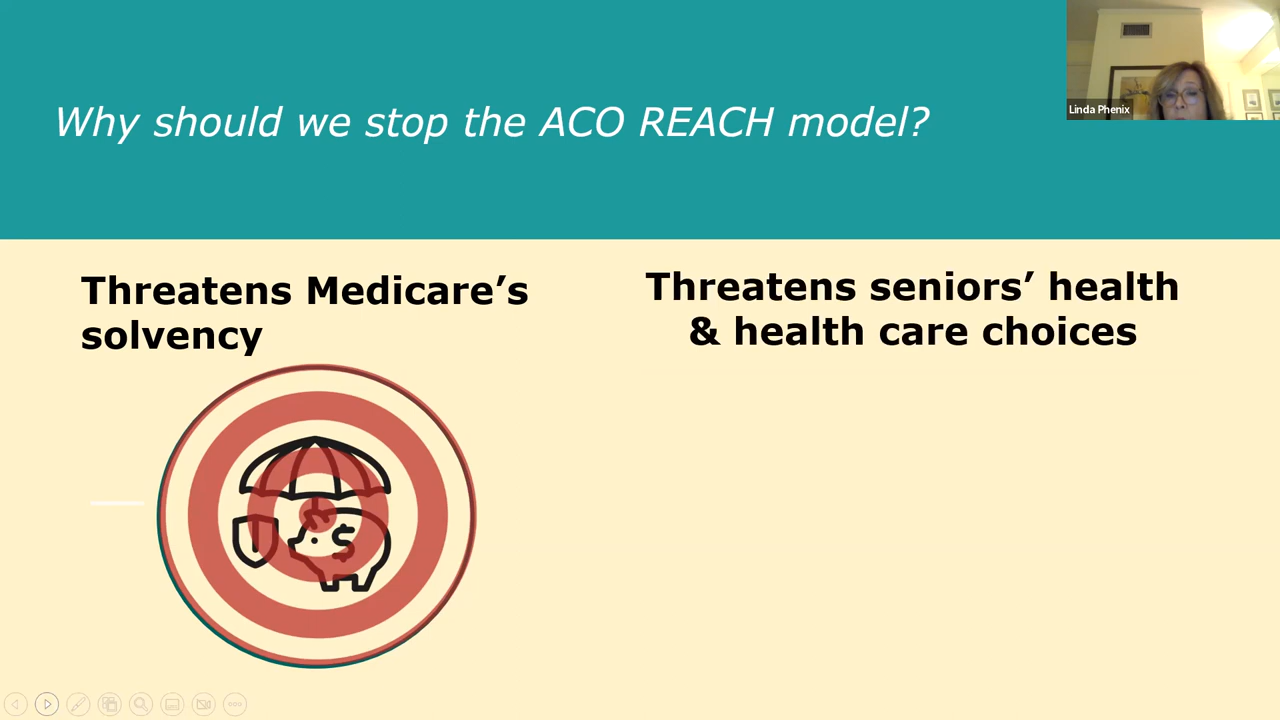 Why should we stop the ACO REACH model?
Linda Phenix
Threatens Medicare’s
solvency
Threatens seniors’ health
& health care choices
$